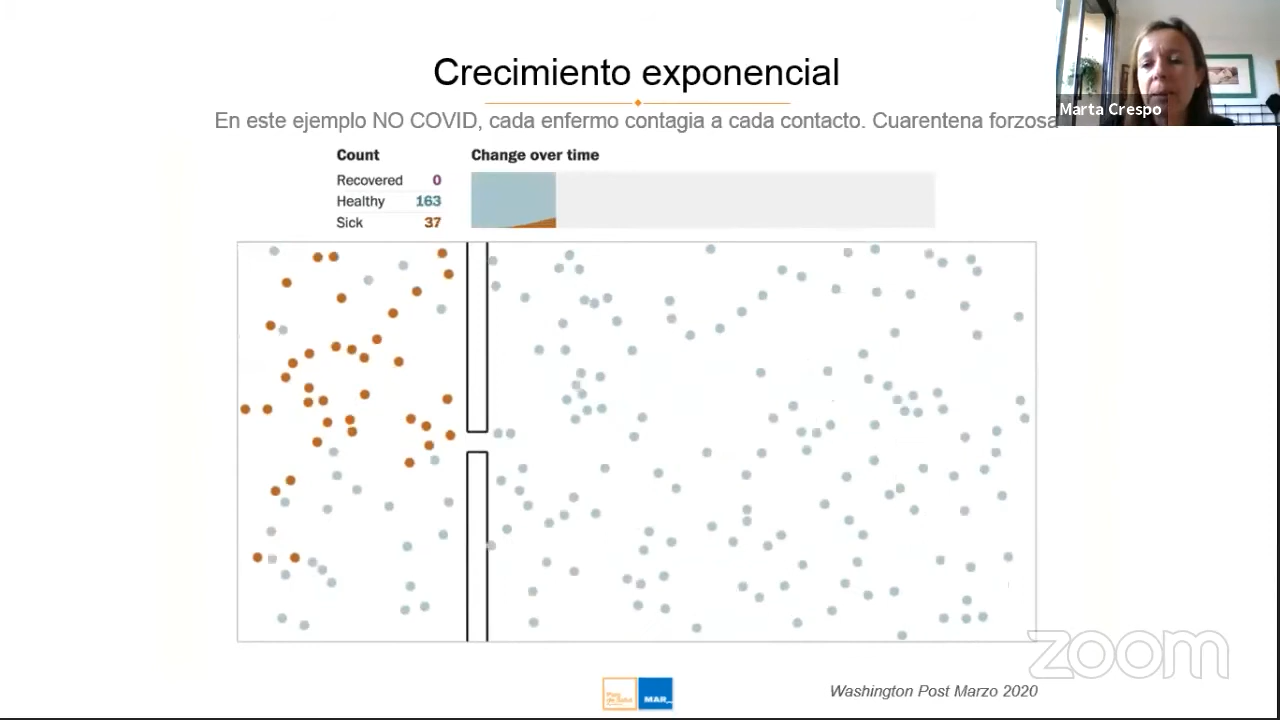 Crecimiento exponencial
En este ejemplo NO COVID, cada enfermo contagia a cada contacto. Cuarentena forzosa
Marta Crespo
Count
Change over time
Recovered 0
Healthy 163
Sick 37
zoom
MAR
Washington Post Marzo 2020